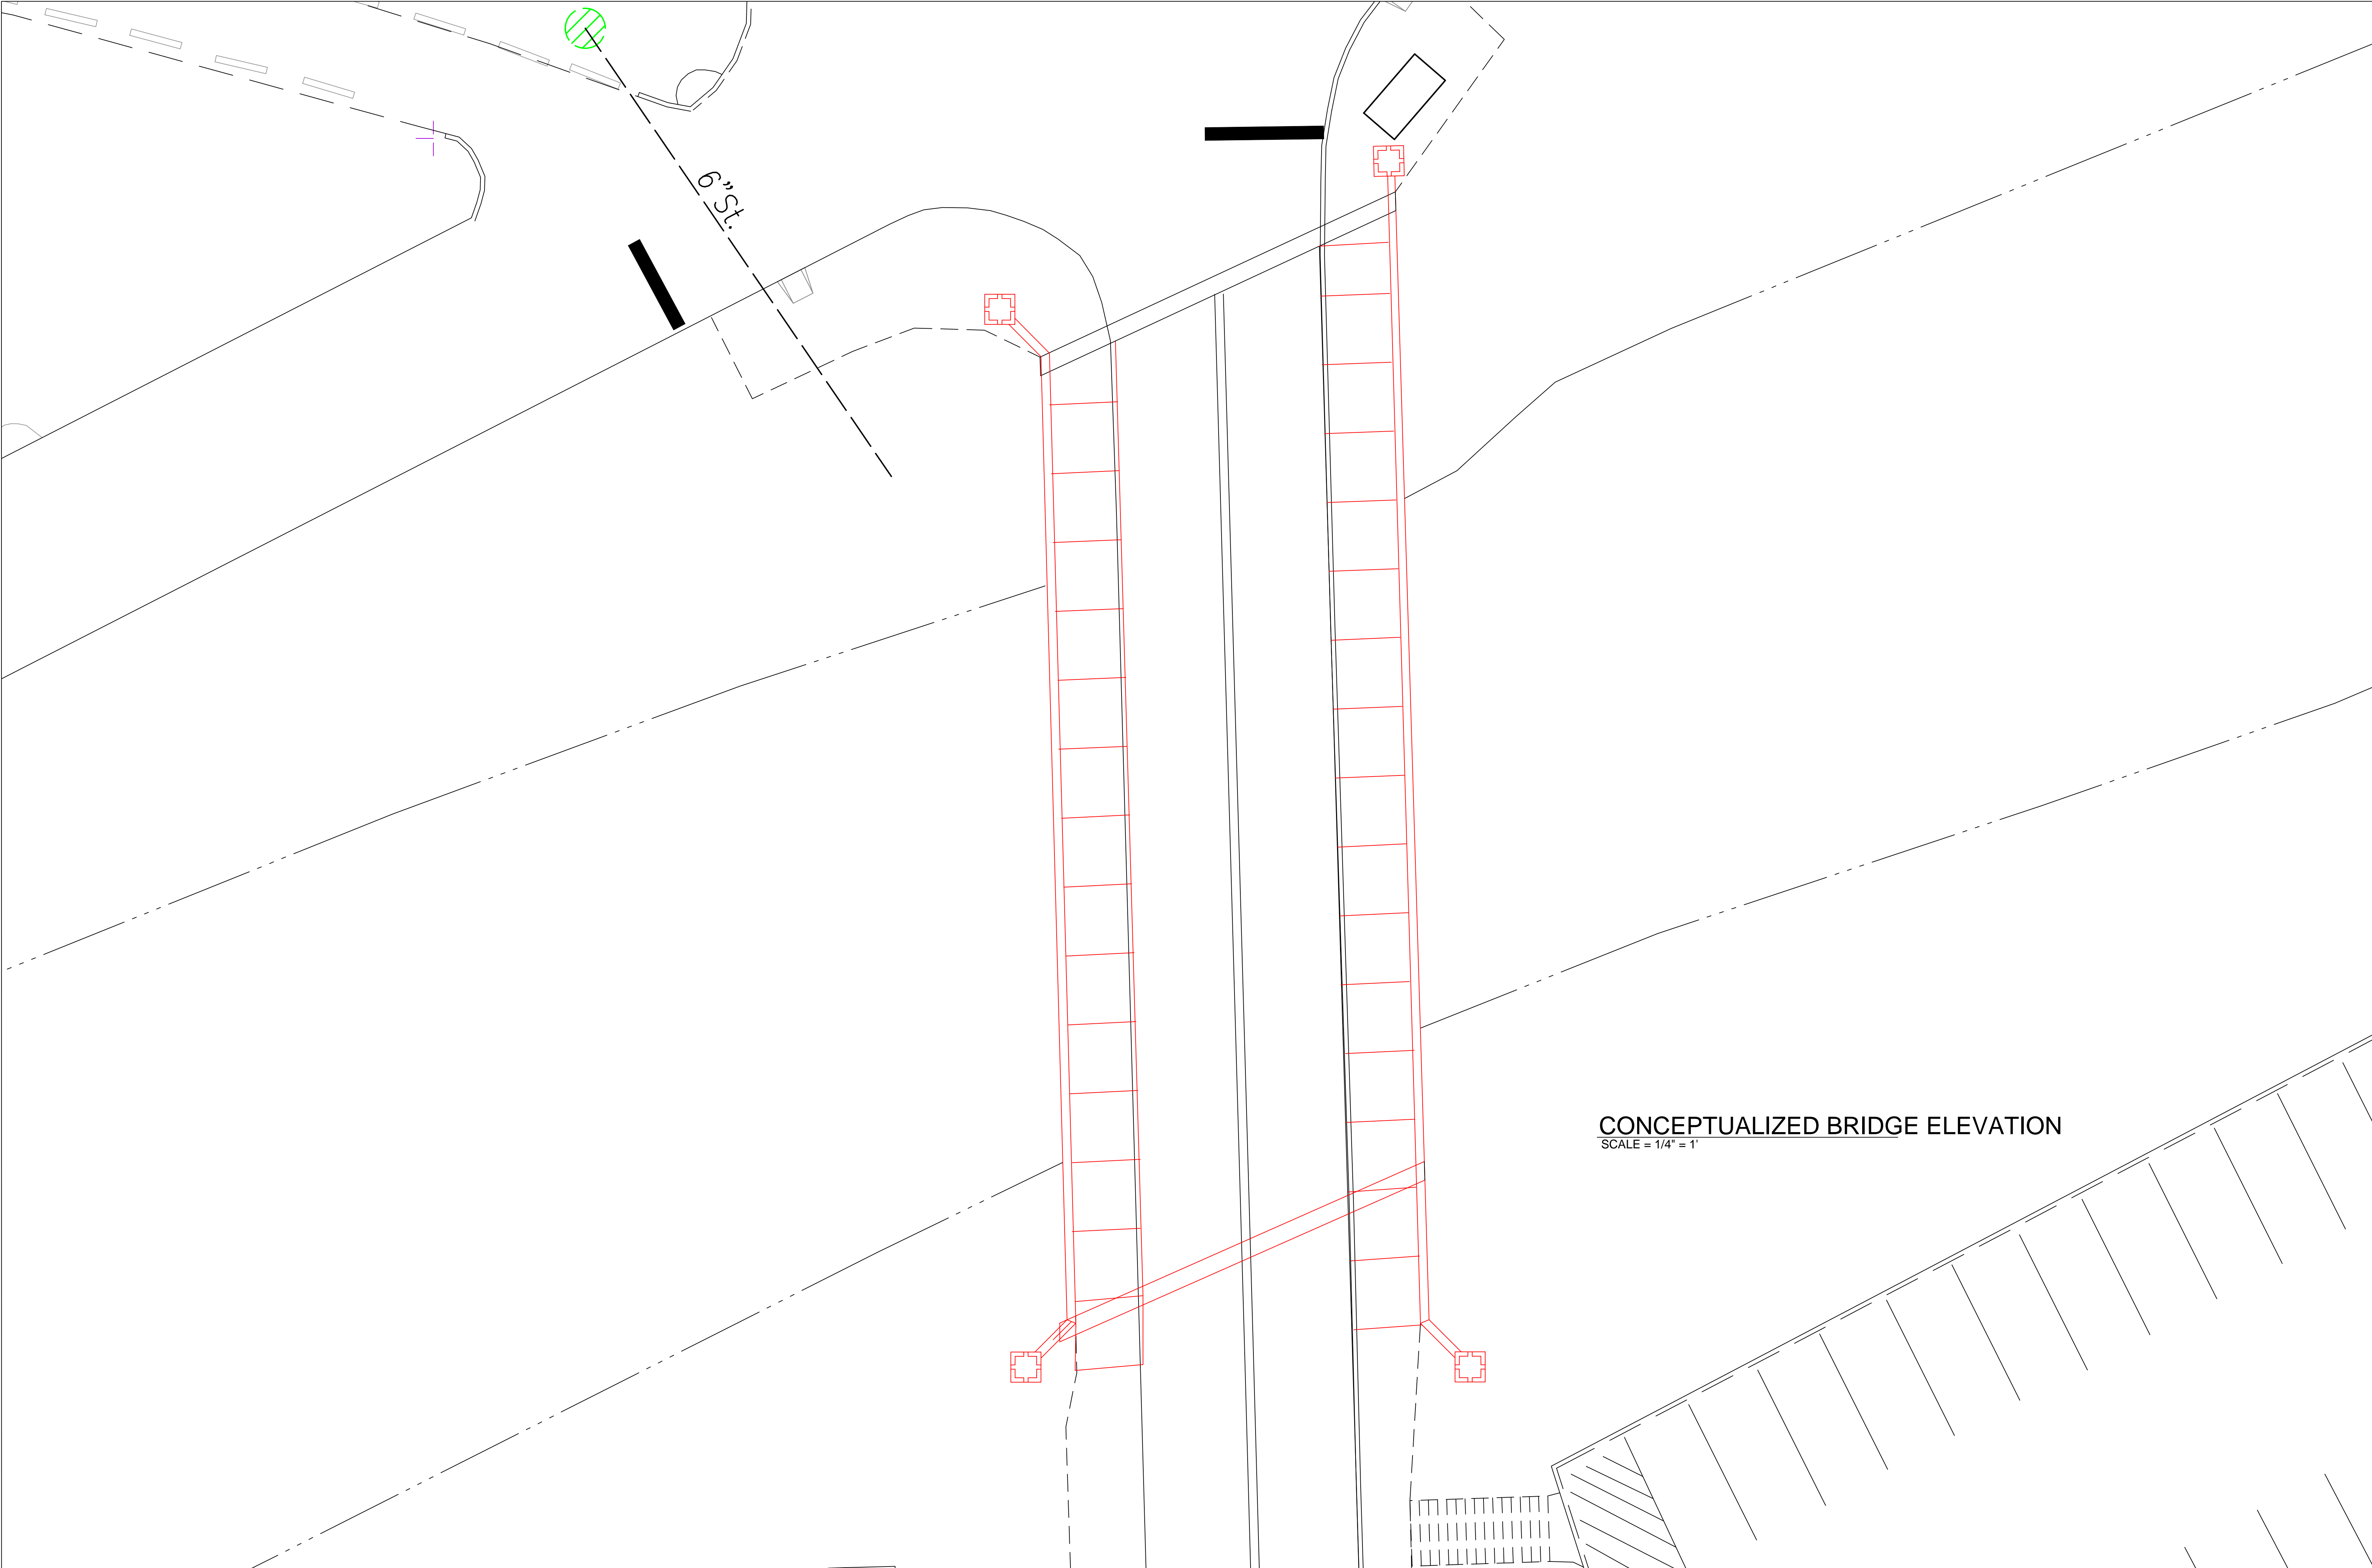 6"St.
CONCEPTUALIZED BRIDGE ELEVATION
SCALE = 1/4" = 1'